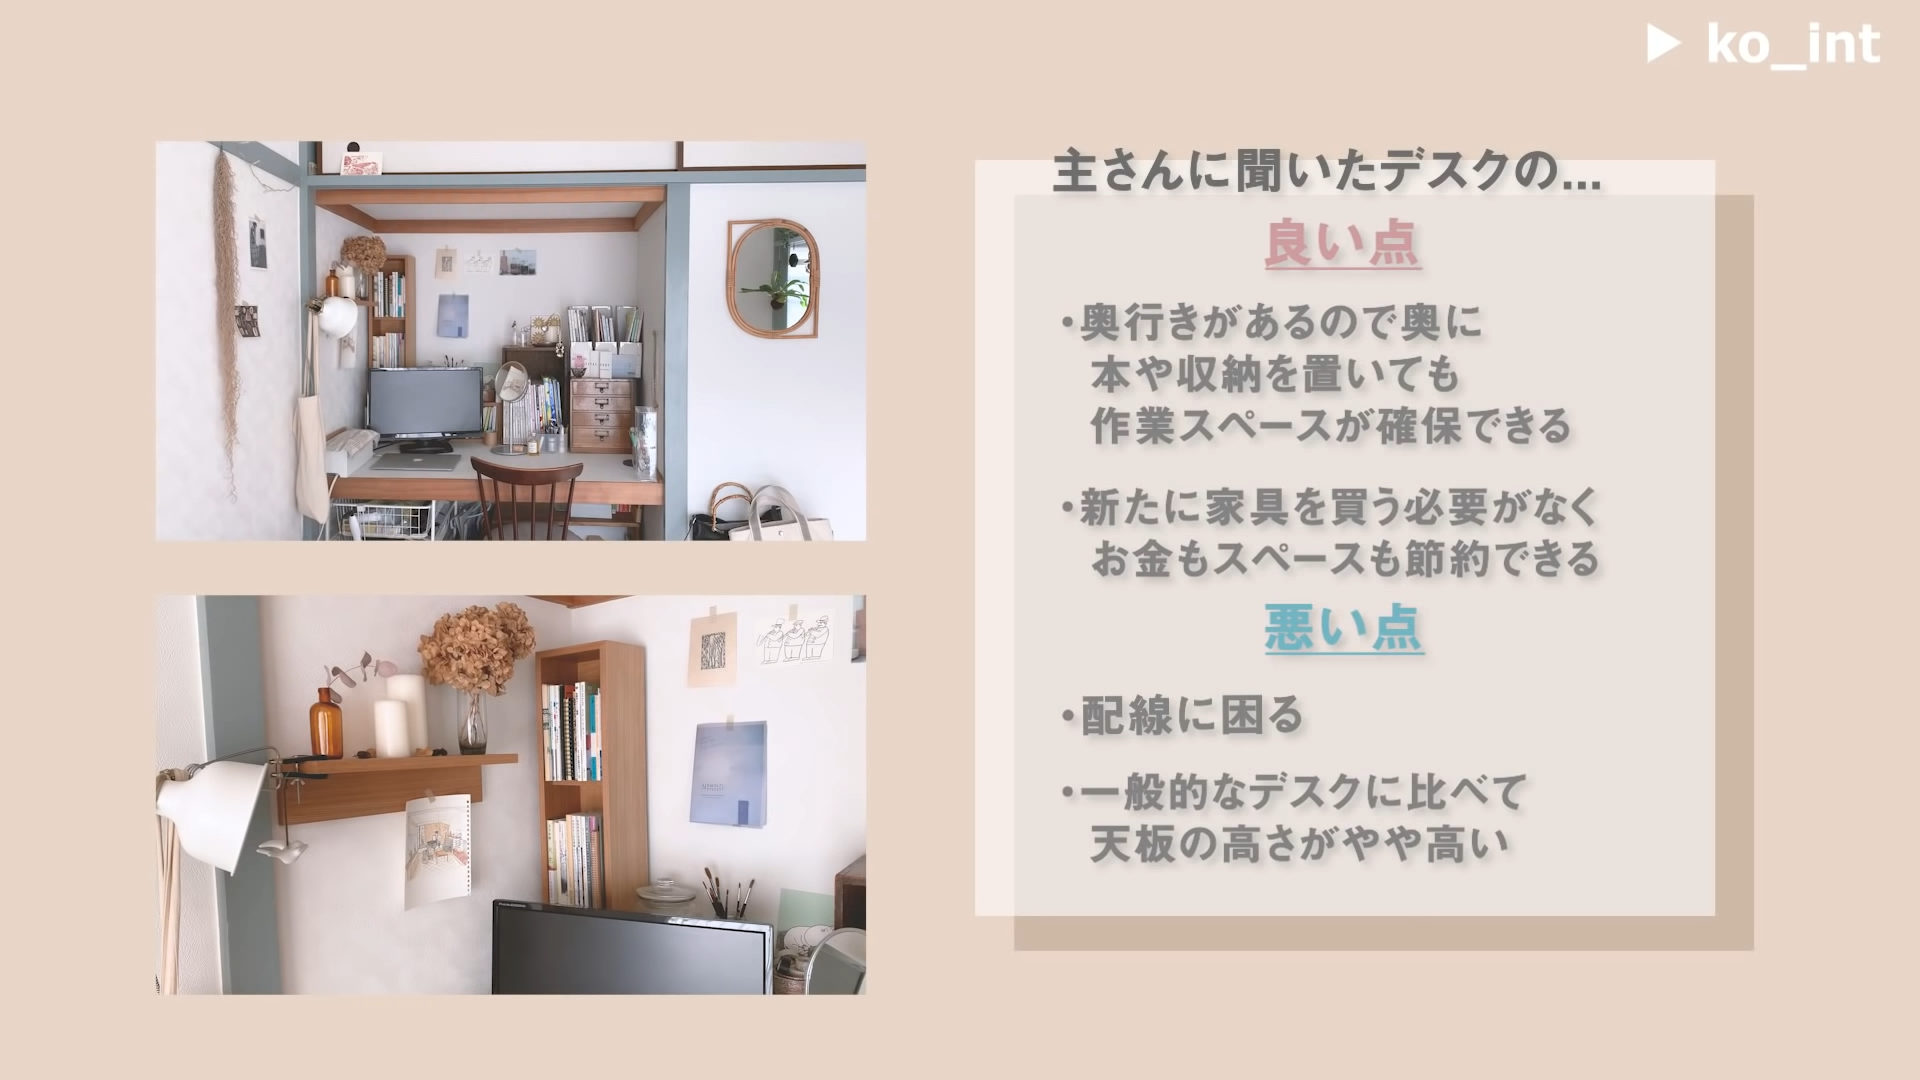 ko_int
主さんに聞いたデスクの...
良い点
・奥行きがあるので奥に
本や収納を置いても
作業スペースが確保できる
・新たに家具を買う必要がなく
お金もスペースも節約できる
悪い点
・配線に困る
・一般的なデスクに比べて
天板の高さがやや高い